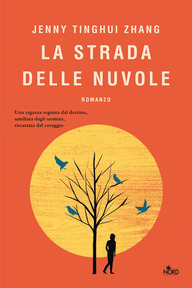 JENNY TINGHUI ZHANG
LA STRADA
DELLE NUVOLE
ROMANZO
Una ragazza segnata dal destino,
umiliata dagli uomini,
riscattata dal coraggio
NORD